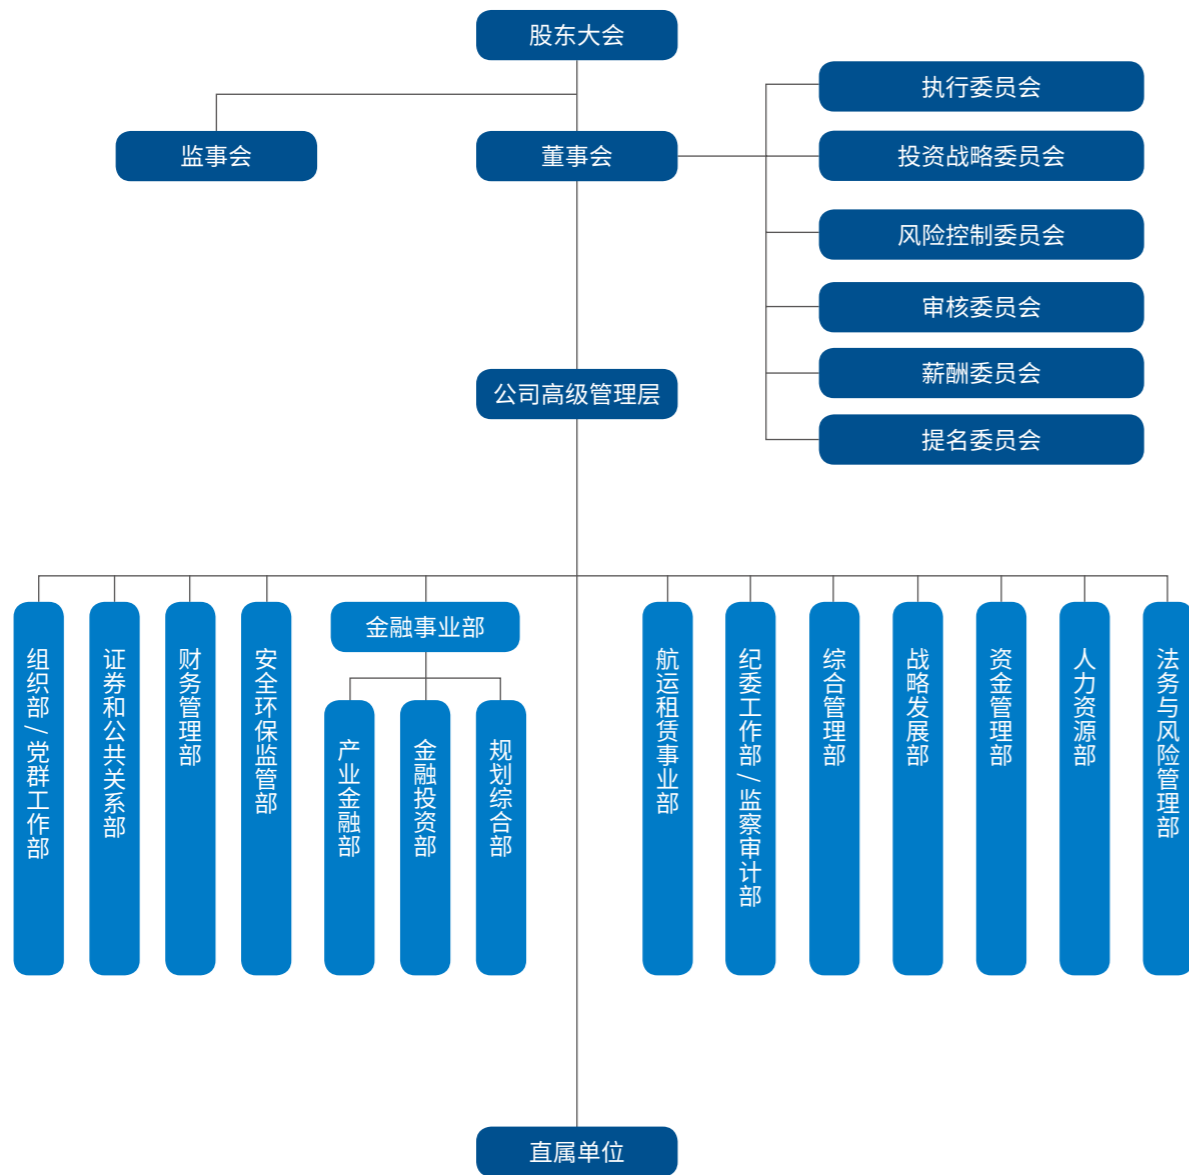 股东大会
执行委员会
监事会
董事会
投资战略委员会
风险控制委员会
审核委员会
公司高级管理层
薪酬委员会
提名委员会
组织部/党群工作部
证券和公共关系部
财务管理部
安全环保监管部
金融事业部
产业金融部
金融投资部
规划综合部
航运租赁事业部
纪委工作部/监察审计部
综合管理部
战略发展部
资金管理部
人力资源部
法务与风险管理部
直属单位